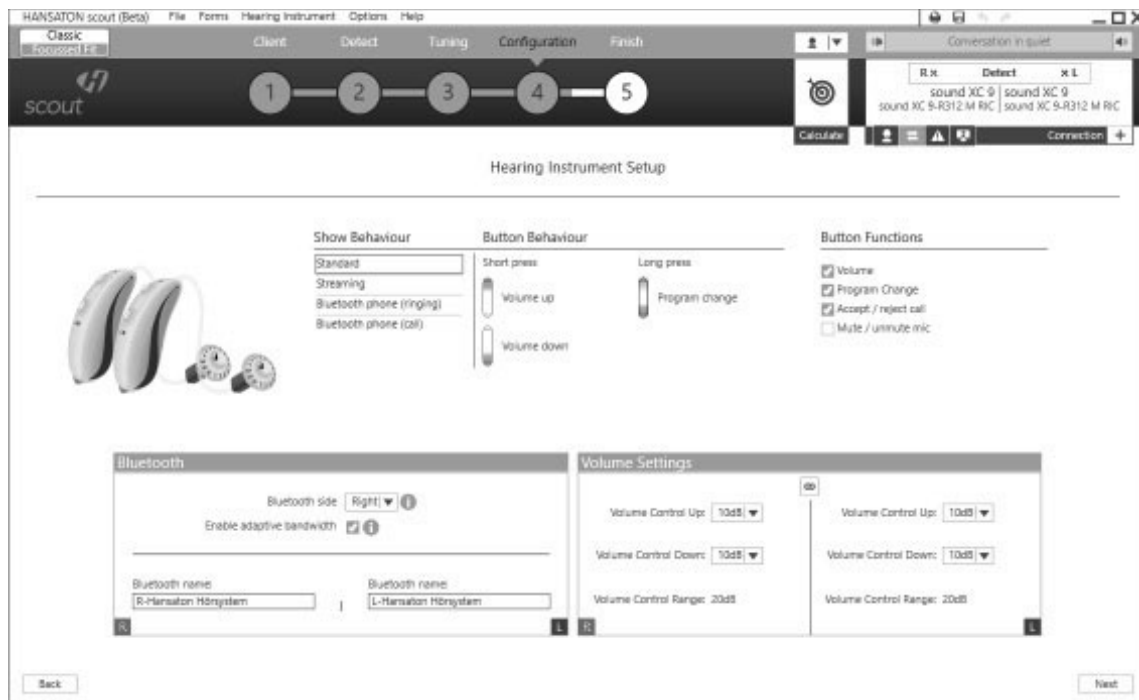 HANSATON scout (Beta) File Forms Hearing Instrument Options Help
Classic
Focussed Fit
Client Detect Tuning Configuration Finish
Conversation in quiet
scout
1 2 3 4 5
R x Detect x L
sound XC 9 | sound XC 9
sound XC 9-R312 M RIC | sound XC 9-R312 M RIC
Calculate
Connection +
Hearing Instrument Setup
Show Behaviour
Standard
Streaming
Bluetooth phone (ringing)
Bluetooth phone (call)
Button Behaviour
Short press
Volume up
Volume down
Long press
Program change
Button Functions
Volume
Program Change
Accept / reject call
Mute / unmute mic
Bluetooth
Bluetooth side Right
Enable adaptive bandwidth
Bluetooth name:
R-Hansaton Hörsystem
Bluetooth name:
L-Hansaton Hörsystem
R L
Volume Settings
Volume Control Up: 10dB
Volume Control Down: 10dB
Volume Control Range: 20dB
Volume Control Up: 10dB
Volume Control Down: 10dB
Volume Control Range: 20dB
R L
Back Next